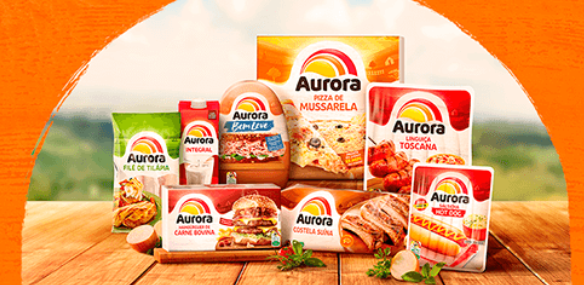 Aurora
PIZZA DE
MUSSARELA
Aurora
FILÉ DE TILÁPIA
Aurora
INTEGRAL
Aurora
Bem Leve
Aurora
LINGUIÇA
TOSCANA
Aurora
HAMBÚRGUER DE
CARNE BOVINA
Aurora
COSTELA SUÍNA
Aurora
SALSICHA
HOT DOG